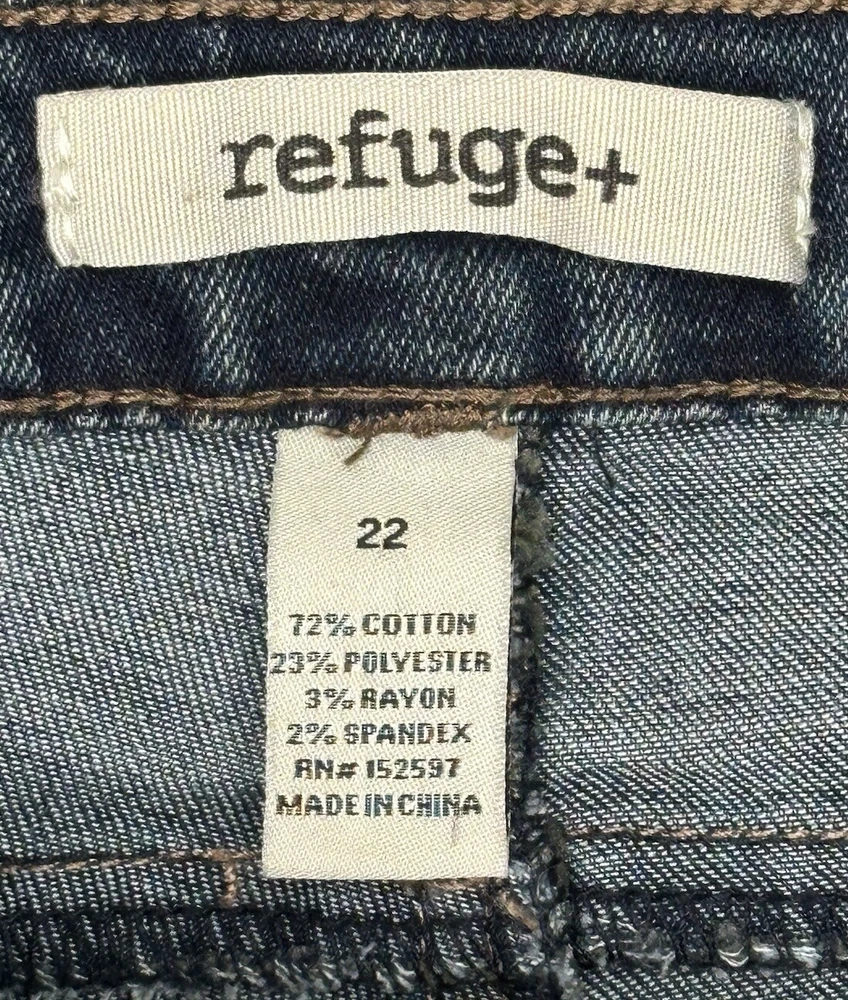 refuge+
22
72% COTTON
23% POLYESTER
3% RAYON
2% SPANDEX
RN# 152597
MADE IN CHINA